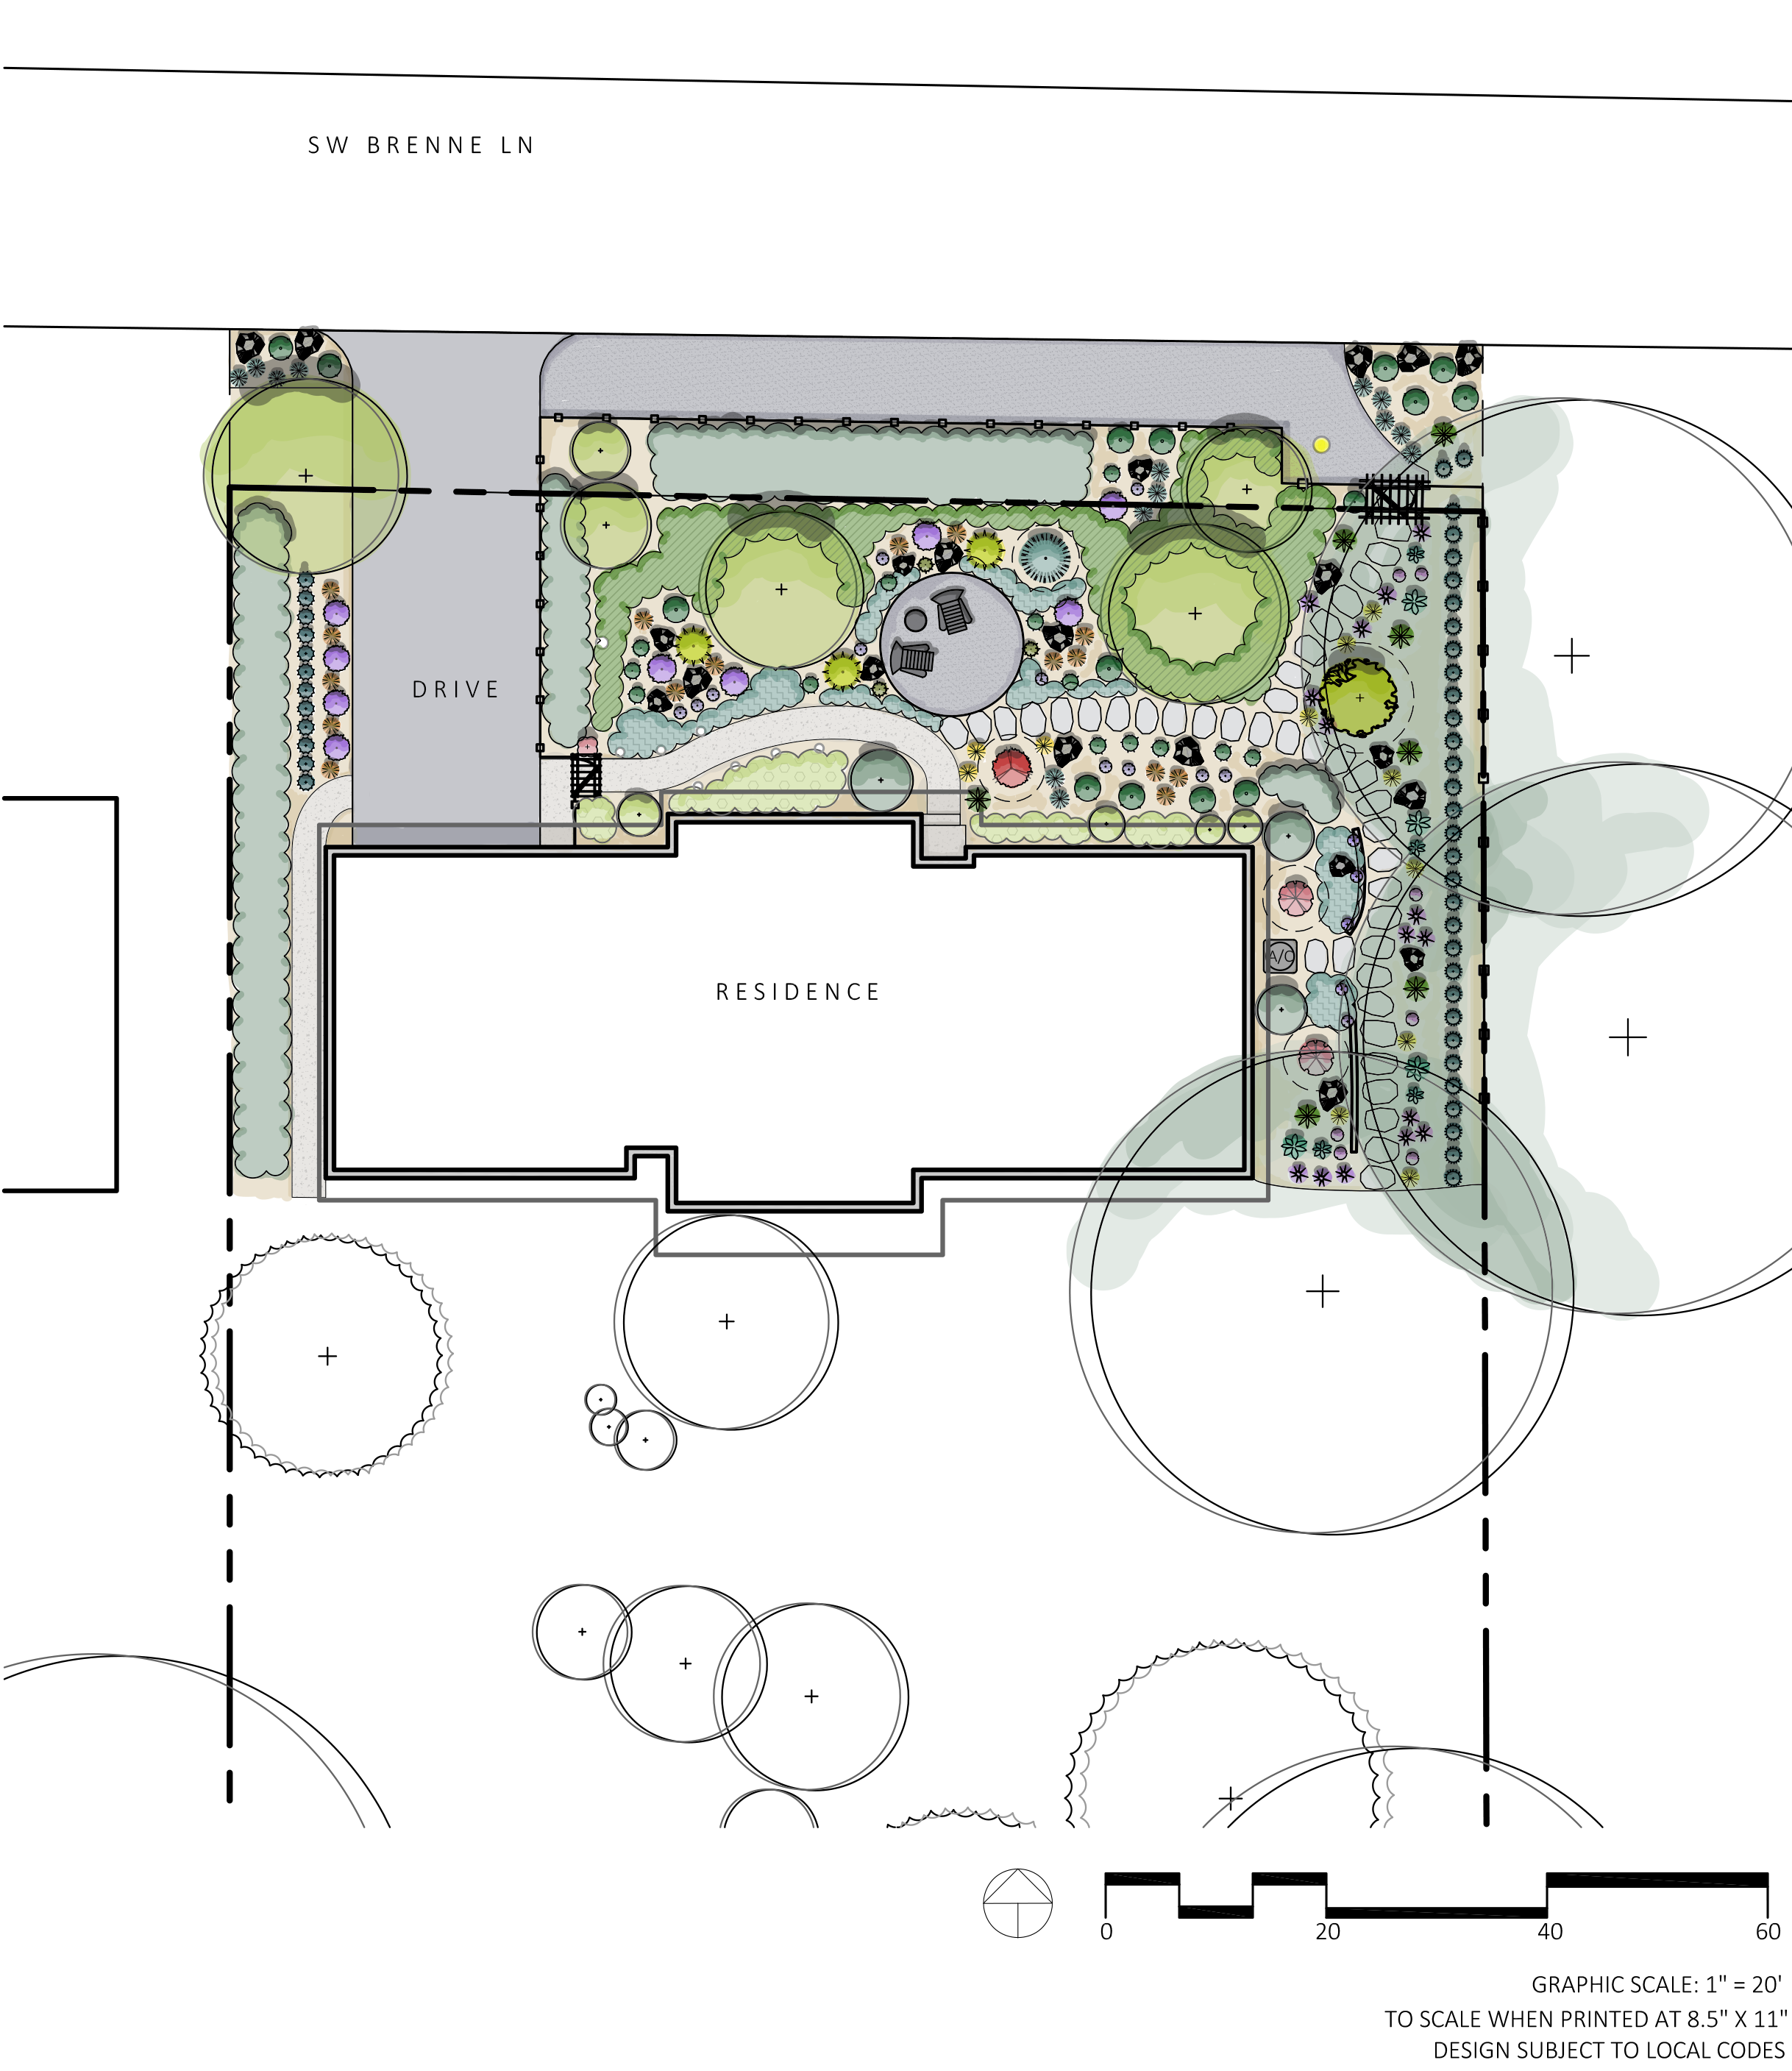 SW BRENNE LN
DRIVE
RESIDENCE
A/C
0 20 40 60
GRAPHIC SCALE: 1" = 20'
TO SCALE WHEN PRINTED AT 8.5" X 11"
DESIGN SUBJECT TO LOCAL CODES